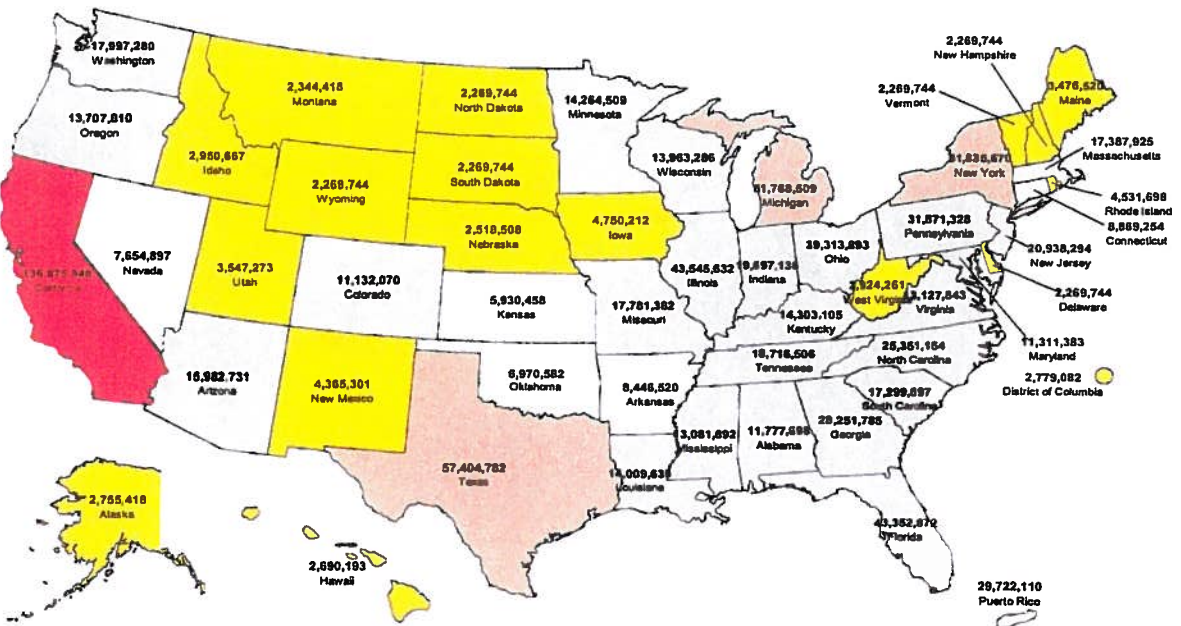 17,997,280
Washington
13,707,810
Oregon
2,344,418
Montana
2,950,667
Idaho
2,269,744
Wyoming
2,269,744
North Dakota
2,269,744
South Dakota
2,518,508
Nebraska
14,264,509
Minnesota
13,963,286
Wisconsin
4,750,212
Iowa
Michigan
2,269,744
New Hampshire
2,269,744
Vermont
Maine
New York
17,387,925
Massachusetts
4,531,698
Rhode Island
8,869,254
Connecticut
31,871,328
Pennsylvania
20,938,294
New Jersey
2,269,744
Delaware
11,311,383
Maryland
2,779,082
District of Columbia
7,654,897
Nevada
3,547,273
Utah
11,132,070
Colorado
5,930,458
Kansas
17,781,382
Missouri
43,545,632
Illinois
Indiana
Ohio
West Virginia
Virginia
14,303,105
Kentucky
18,716,506
Tennessee
25,351,154
North Carolina
17,299,897
South Carolina
15,982,731
Arizona
4,365,301
New Mexico
6,970,582
Oklahoma
8,446,520
Arkansas
57,404,782
Texas
Louisiana
Mississippi
11,777,698
Alabama
28,251,785
Georgia
Florida
2,755,418
Alaska
2,690,193
Hawaii
29,722,110
Puerto Rico